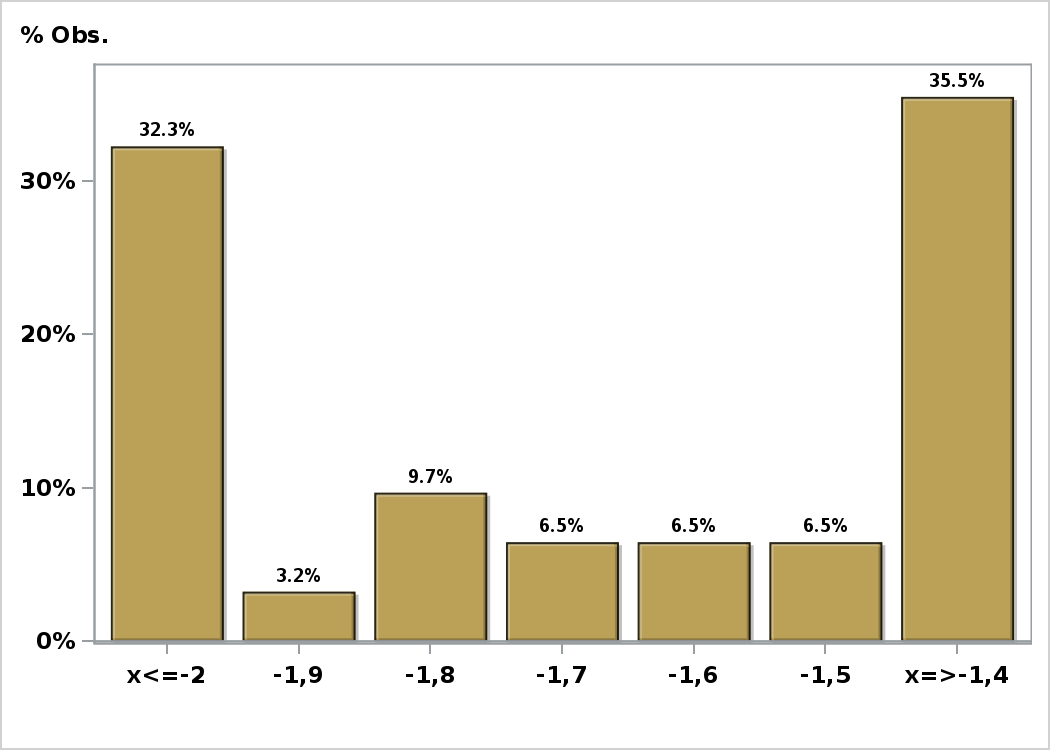 % Obs.
35.5%
32.3%
30%
20%
10%
9.7%
6.5% 6.5% 6.5%
3.2%
0%
x<=-2 -1,9 -1,8 -1,7 -1,6 -1,5 x=>-1,4